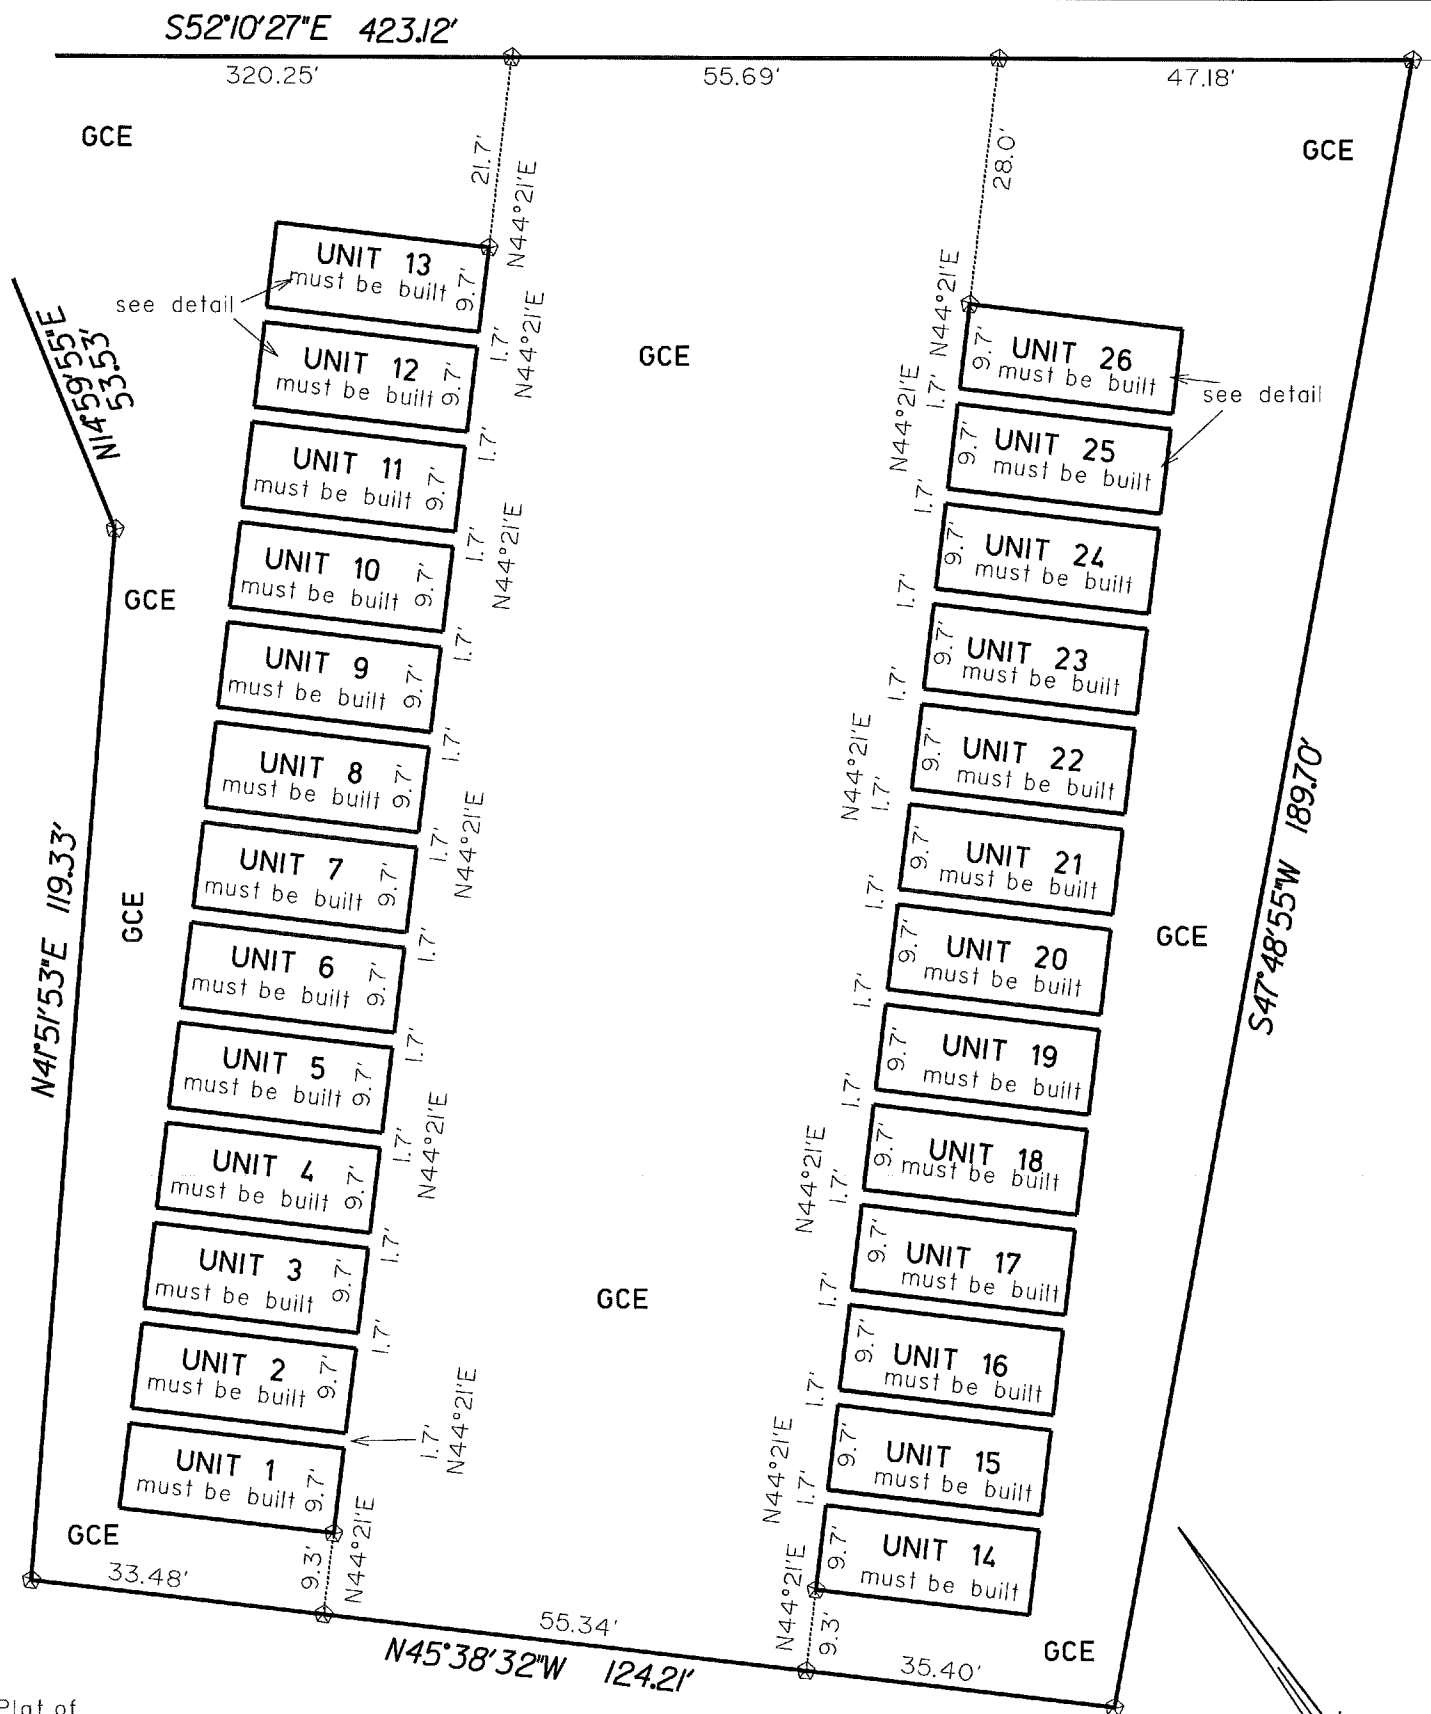 S52°10'27"E 423.12'
320.25'
55.69'
47.18'
GCE
GCE
21.7'
N44°21'E
28.0'
N44°21'E
UNIT 13
must be built
9.7'
see detail
1.7'
N44°21'E
N14°59'55"E
53.53'
UNIT 12
must be built
9.7'
1.7'
UNIT 11
must be built
9.7'
1.7'
N44°21'E
UNIT 10
must be built
9.7'
1.7'
GCE
UNIT 9
must be built
9.7'
1.7'
UNIT 8
must be built
9.7'
1.7'
N44°21'E
UNIT 7
must be built
9.7'
1.7'
GCE
N41°51'53"E 119.33'
UNIT 6
must be built
9.7'
1.7'
UNIT 5
must be built
9.7'
1.7'
N44°21'E
UNIT 4
must be built
9.7'
1.7'
UNIT 3
must be built
9.7'
1.7'
UNIT 2
must be built
9.7'
1.7'
N44°21'E
UNIT 1
must be built
9.7'
GCE
9.3'
N44°21'E
33.48'
GCE
GCE
UNIT 26
must be built
9.7'
see detail
1.7'
N44°21'E
UNIT 25
must be built
9.7'
1.7'
UNIT 24
must be built
9.7'
1.7'
UNIT 23
must be built
9.7'
1.7'
UNIT 22
must be built
9.7'
1.7'
N44°21'E
UNIT 21
must be built
9.7'
1.7'
UNIT 20
must be built
9.7'
1.7'
GCE
S47°48'55"W 189.70'
UNIT 19
must be built
9.7'
1.7'
UNIT 18
must be built
9.7'
1.7'
N44°21'E
UNIT 17
must be built
9.7'
1.7'
UNIT 16
must be built
9.7'
1.7'
UNIT 15
must be built
9.7'
1.7'
N44°21'E
UNIT 14
must be built
9.7'
N44°21'E
9.3'
GCE
55.34'
35.40'
N45°38'32"W 124.21'
Plat of